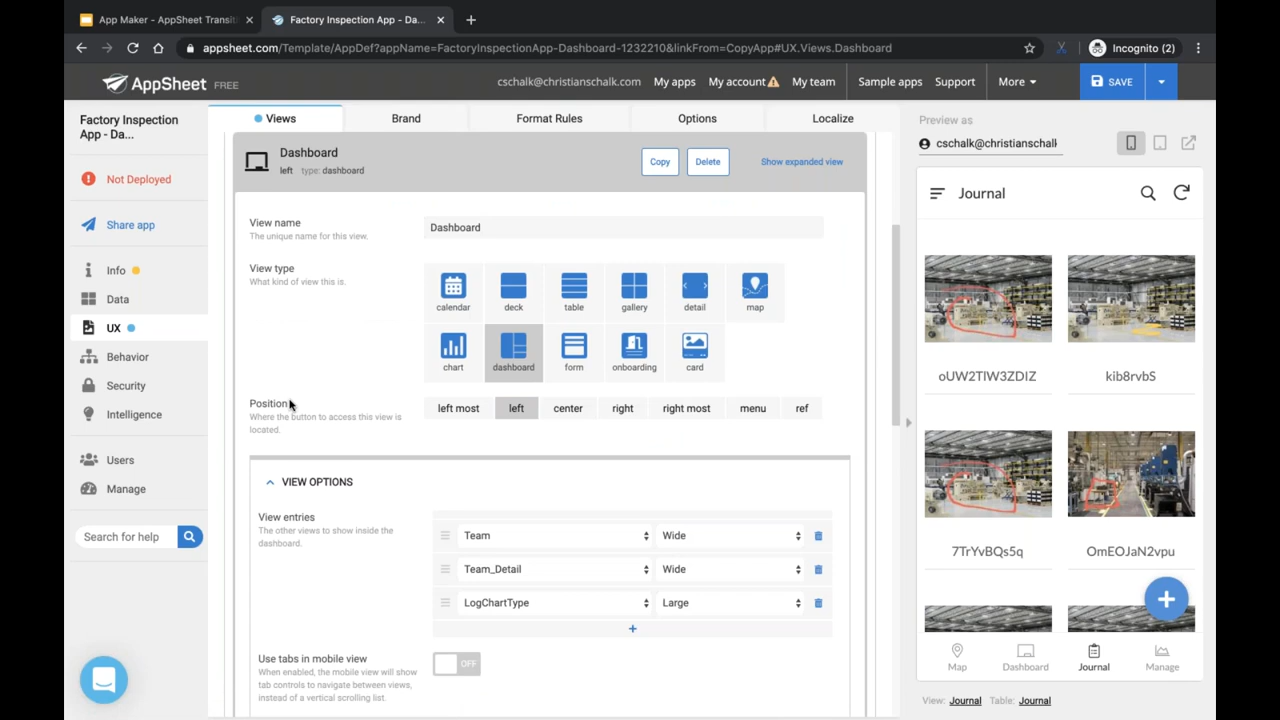 App Maker - AppSheet Transiti
Factory Inspection App - Da...
appsheet.com/Template/AppDef?appName=FactoryInspectionApp-Dashboard-1232210&linkFrom=CopyApp#UX.Views.Dashboard
Incognito (2)
AppSheet FREE
cschalk@christianschalk.com
My apps
My account
My team
Sample apps
Support
More
SAVE
Factory Inspection
App - Da...
Not Deployed
Share app
Info
Data
UX
Behavior
Security
Intelligence
Users
Manage
Search for help
Views
Brand
Format Rules
Options
Localize
Dashboard
left type: dashboard
Copy
Delete
Show expanded view
View name
The unique name for this view.
Dashboard
View type
What kind of view this is.
calendar
deck
table
gallery
detail
map
chart
dashboard
form
onboarding
card
Position
Where the button to access this view is
located.
left most
left
center
right
right most
menu
ref
VIEW OPTIONS
View entries
The other views to show inside the
dashboard.
Team
Wide
Team_Detail
Wide
LogChartType
Large
+
Use tabs in mobile view
When enabled, the mobile view will show
tab controls to navigate between views,
instead of a vertical scrolling list.
OFF
Preview as
cschalk@christianschalk
Journal
oUW2TlW3ZDIZ
kib8rvbS
7TrYvBQs5q
OmEOJaN2vpu
Map
Dashboard
Journal
Manage
View: Journal Table: Journal